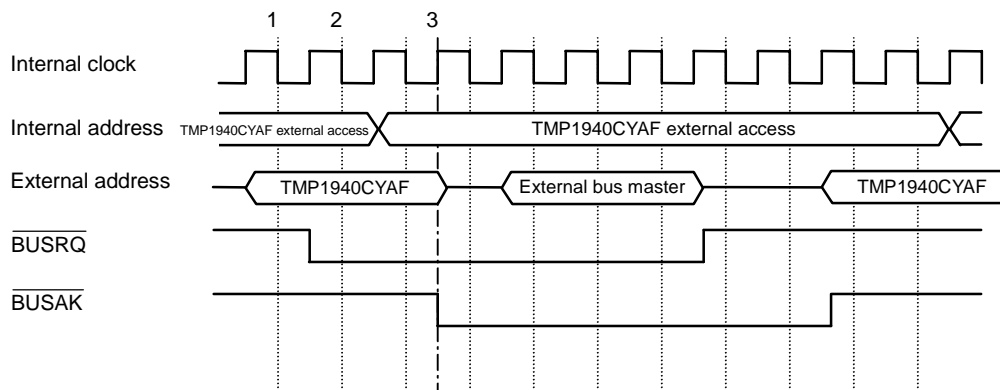 1 2 3
Internal clock
Internal address TMP1940CYAF external access TMP1940CYAF external access
External address TMP1940CYAF External bus master TMP1940CYAF
BUSRQ
BUSAK